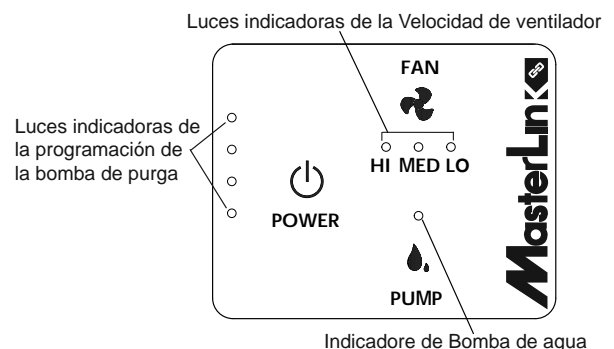 Luces indicadoras de la Velocidad de ventilador
FAN
HI MED LO
Luces indicadoras de
la programación de
la bomba de purga
POWER
PUMP
MasterLink
Indicadore de Bomba de agua